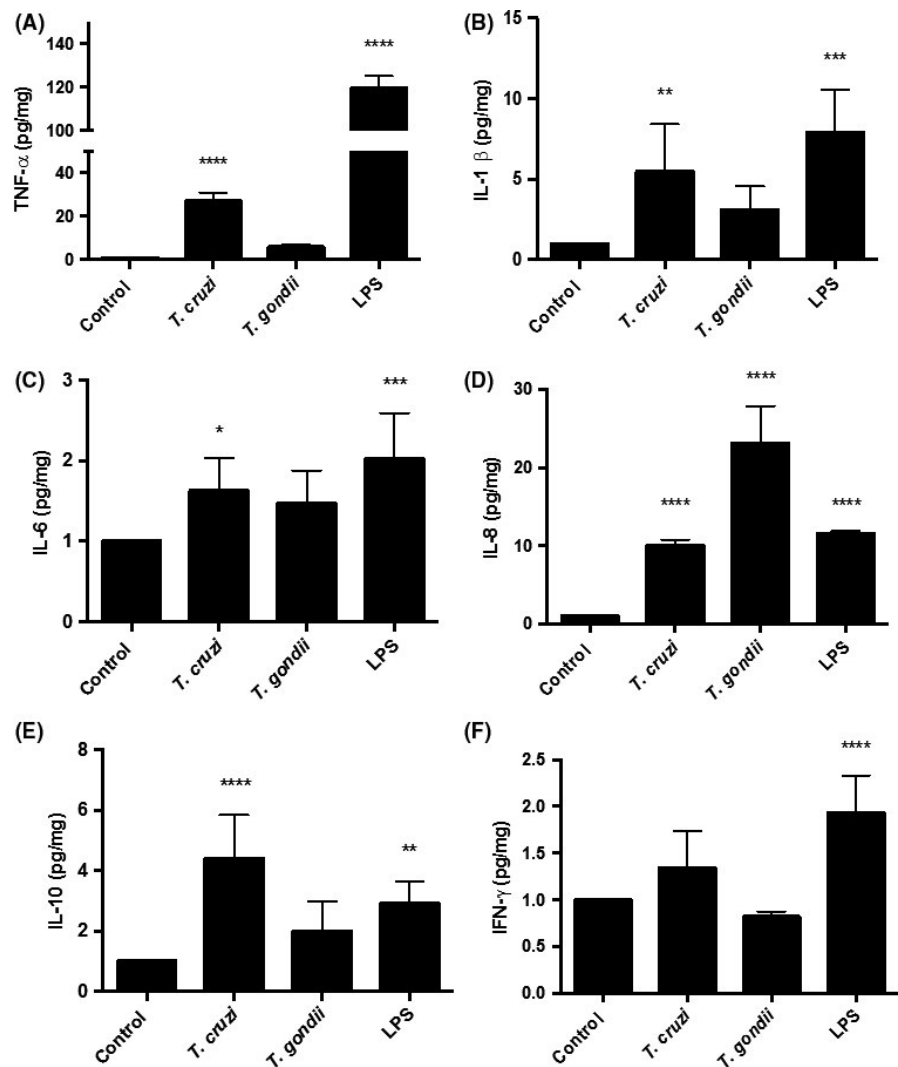 (A)
TNF-α (pg/mg)
140
120
100
40
20
0
****
****
Control
T. cruzi
T. gondii
LPS
(B)
IL-1 β (pg/mg)
15
10
5
0
**
***
Control
T. cruzi
T. gondii
LPS
(C)
IL-6 (pg/mg)
3
2
1
0
*
***
Control
T. cruzi
T. gondii
LPS
(D)
IL-8 (pg/mg)
30
20
10
0
****
****
****
Control
T. cruzi
T. gondii
LPS
(E)
IL-10 (pg/mg)
8
6
4
2
0
****
**
Control
T. cruzi
T. gondii
LPS
(F)
IFN-γ (pg/mg)
2.5
2.0
1.5
1.0
0.5
0.0
****
Control
T. cruzi
T. gondii
LPS